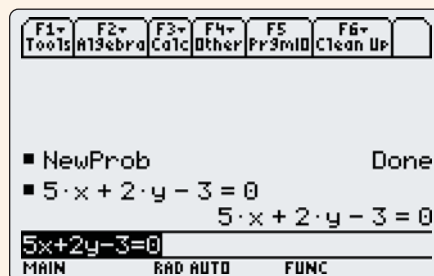 F1▾ F2▾ F3▾ F4▾ F5 F6▾
Tools Algebra Calc Other PrgmIO Clean Up
▪ NewProb Done
▪ 5·x + 2·y − 3 = 0
5·x + 2·y − 3 = 0
5x+2y-3=0
MAIN RAD AUTO FUNC